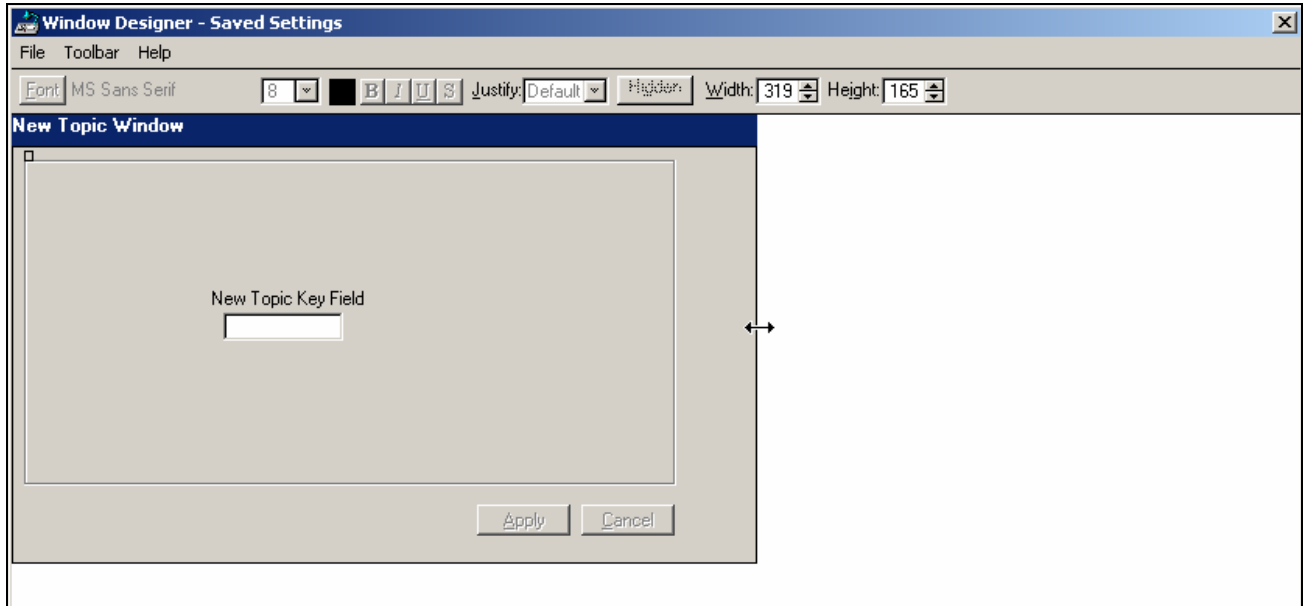 Window Designer - Saved Settings
File Toolbar Help
Font MS Sans Serif 8 B I U S Justify: Default Hidden Width: 319 Height: 165
New Topic Window
New Topic Key Field
Apply Cancel